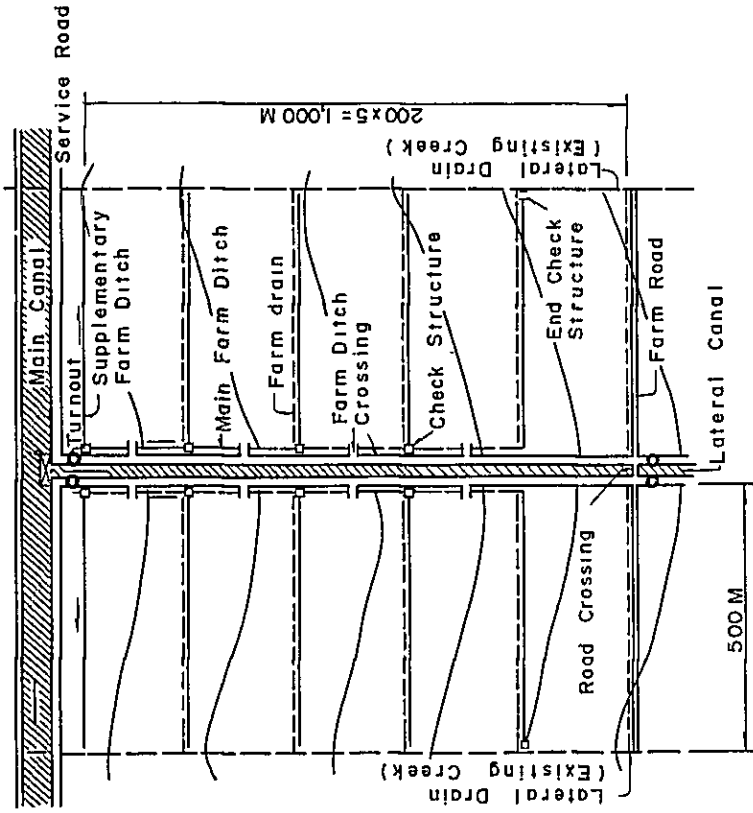 Main Canal
Service Road
Turnout
Supplementary
Farm Ditch
Main Farm Ditch
Farm drain
Farm Ditch
Crossing
Check Structure
End Check
Structure
Farm Road
Lateral Canal
Road Crossing
Lateral Drain
(Existing Creek)
Lateral Drain
(Existing Creek)
200x5=1,000 M
500 M